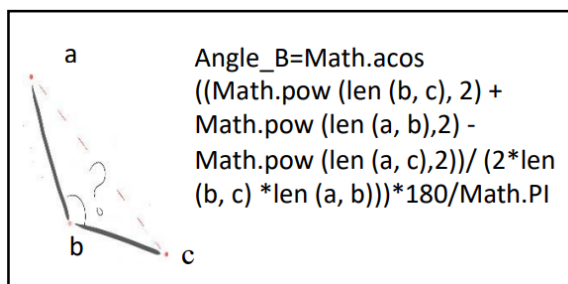 a
Angle_B=Math.acos
((Math.pow (len (b, c), 2) +
Math.pow (len (a, b),2) -
Math.pow (len (a, c),2))/ (2*len
(b, c) *len (a, b)))*180/Math.PI
?
b
c